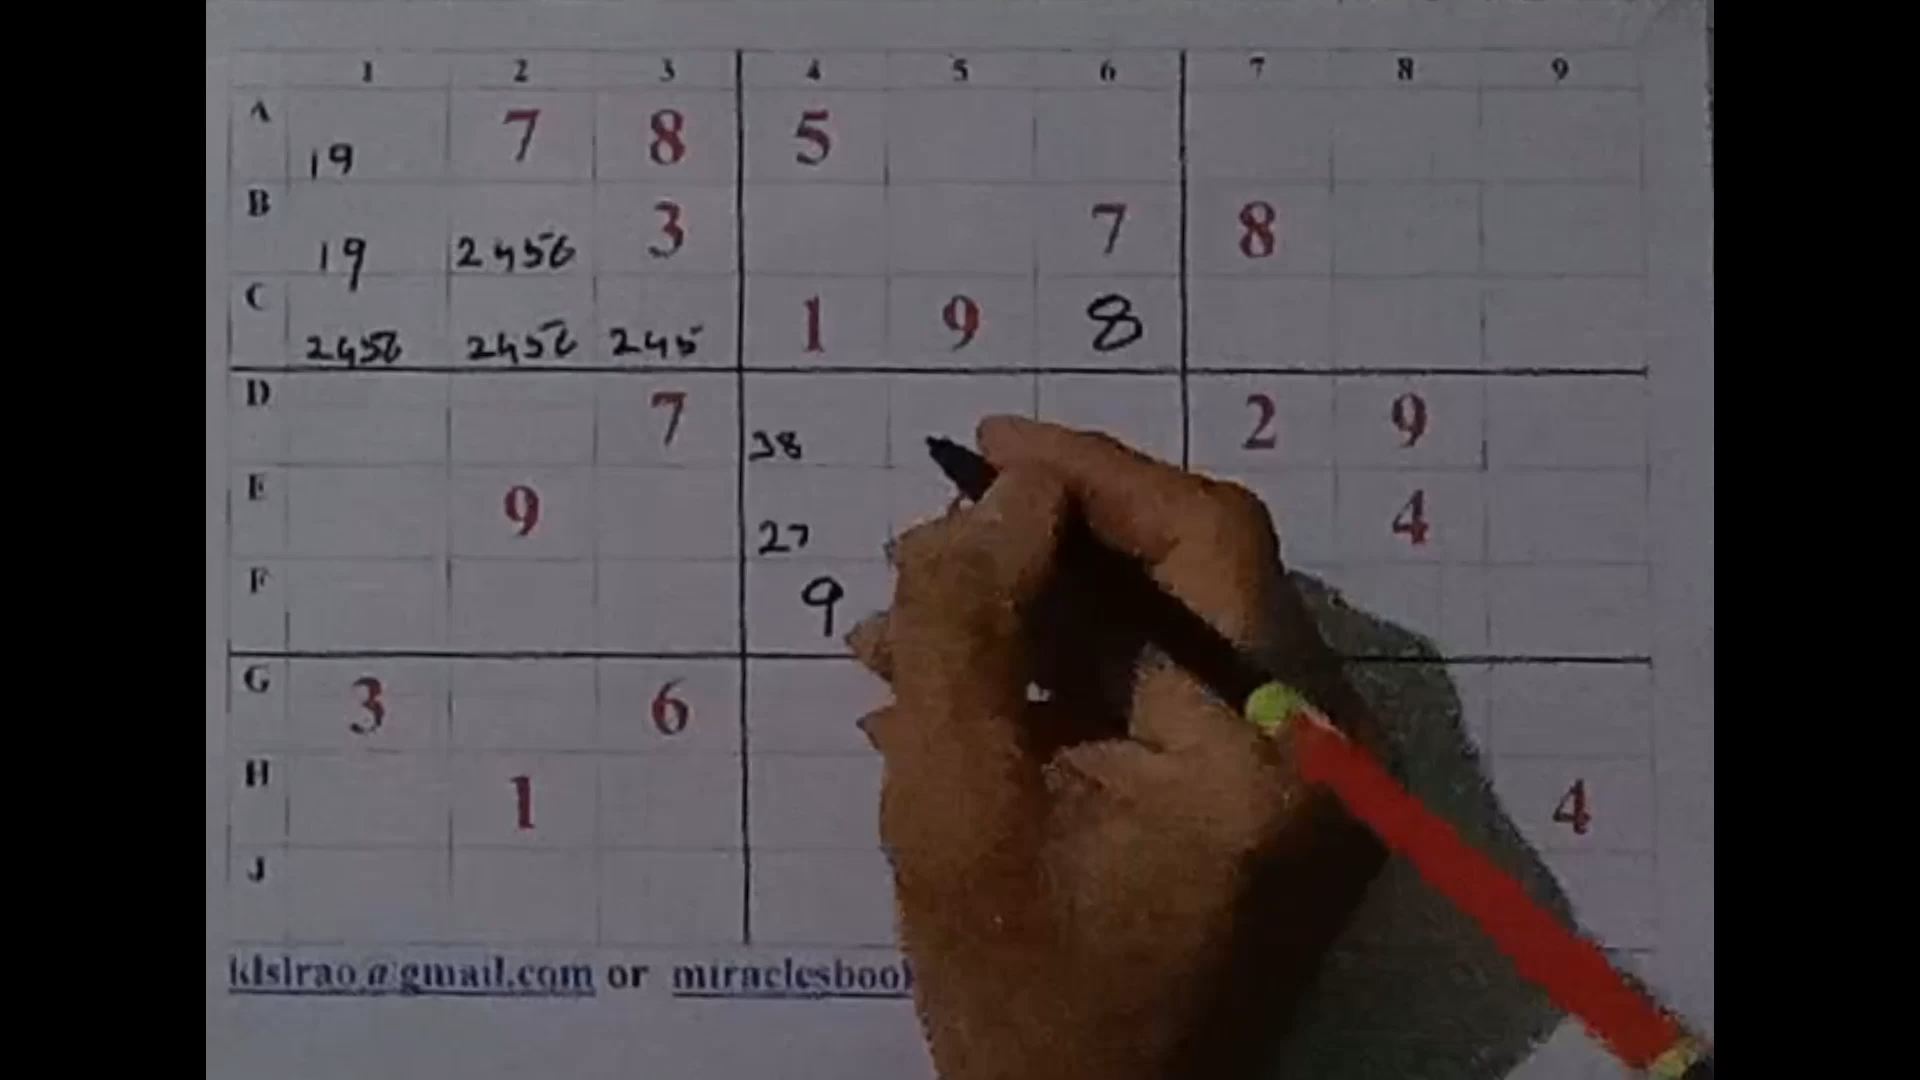 1 2 3 4 5 6 7 8 9
A 19 7 8 5
B 19 2456 3 7 8
C 2456 2456 245 1 9 8
D 7 38 2 9
E 9 27 4
F 9
G 3 6
H 1 4
J
klslrao@gmail.com or